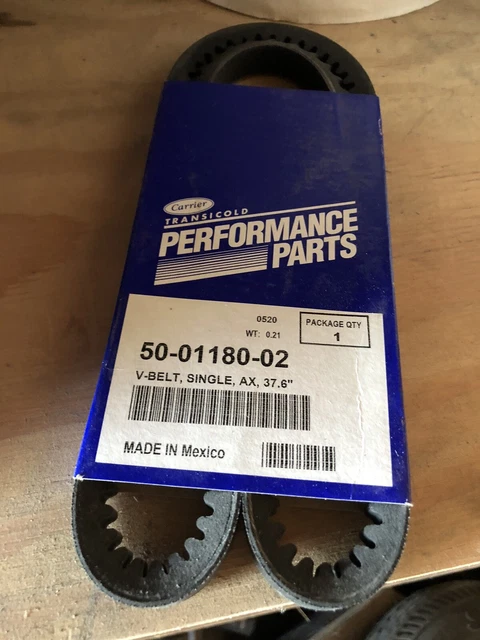 Carrier
TRANSICOLD
PERFORMANCE
PARTS
0520
WT: 0.21
PACKAGE QTY
1
50-01180-02
V-BELT, SINGLE, AX, 37.6"
MADE IN Mexico